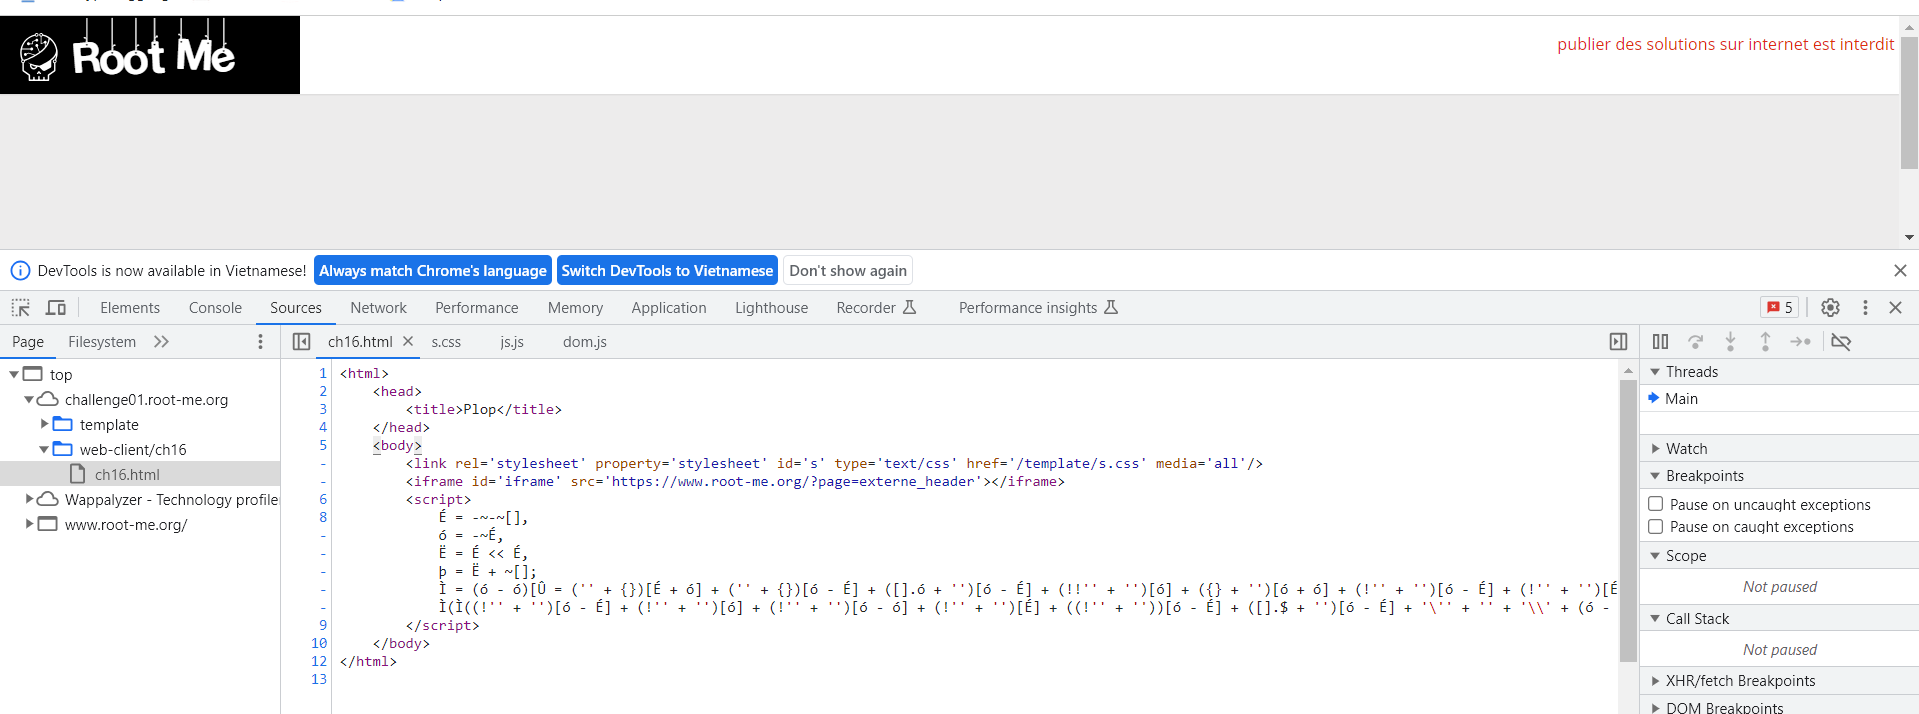 Root Me
publier des solutions sur internet est interdit
DevTools is now available in Vietnamese! Always match Chrome's language Switch DevTools to Vietnamese Don't show again
Elements Console Sources Network Performance Memory Application Lighthouse Recorder Performance insights 5
Page Filesystem ch16.html s.css js.js dom.js
top
challenge01.root-me.org
template
web-client/ch16
ch16.html
Wappalyzer - Technology profile
www.root-me.org/
1 <html>
2 <head>
3 <title>Plop</title>
4 </head>
5 <body>
- <link rel='stylesheet' property='stylesheet' id='s' type='text/css' href='/template/s.css' media='all'/>
- <iframe id='iframe' src='https://www.root-me.org/?page=externe_header'></iframe>
6 <script>
8 É = -~-~[],
- ó = -~É,
- Ë = É << É,
- þ = Ë + ~[];
- Ì = (ó - ó)[Û = ('' + {})[É + ó] + ('' + {})[ó - É] + ([].ó + '')[ó - É] + (!!'' + '')[ó] + ({} + '')[ó + ó] + (!'' + '')[ó - É] + (!'' + '')[É
- Ì(Ì((!'' + '')[ó - É] + (!'' + '')[ó] + (!'' + '')[ó - ó] + (!'' + '')[É] + ((!'' + ''))[ó - É] + ([].$ + '')[ó - É] + '\'' + '' + '\\' + (ó -
9 </script>
10 </body>
12 </html>
13
Threads
Main
Watch
Breakpoints
Pause on uncaught exceptions
Pause on caught exceptions
Scope
Not paused
Call Stack
Not paused
XHR/fetch Breakpoints
DOM Breakpoints